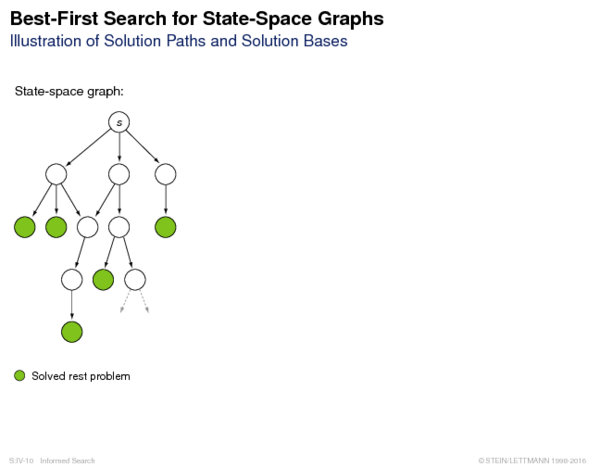 Best-First Search for State-Space Graphs
Illustration of Solution Paths and Solution Bases
State-space graph:
s
Solved rest problem
S:IV-10 Informed Search
©STEIN/LETTMANN 1998-2016